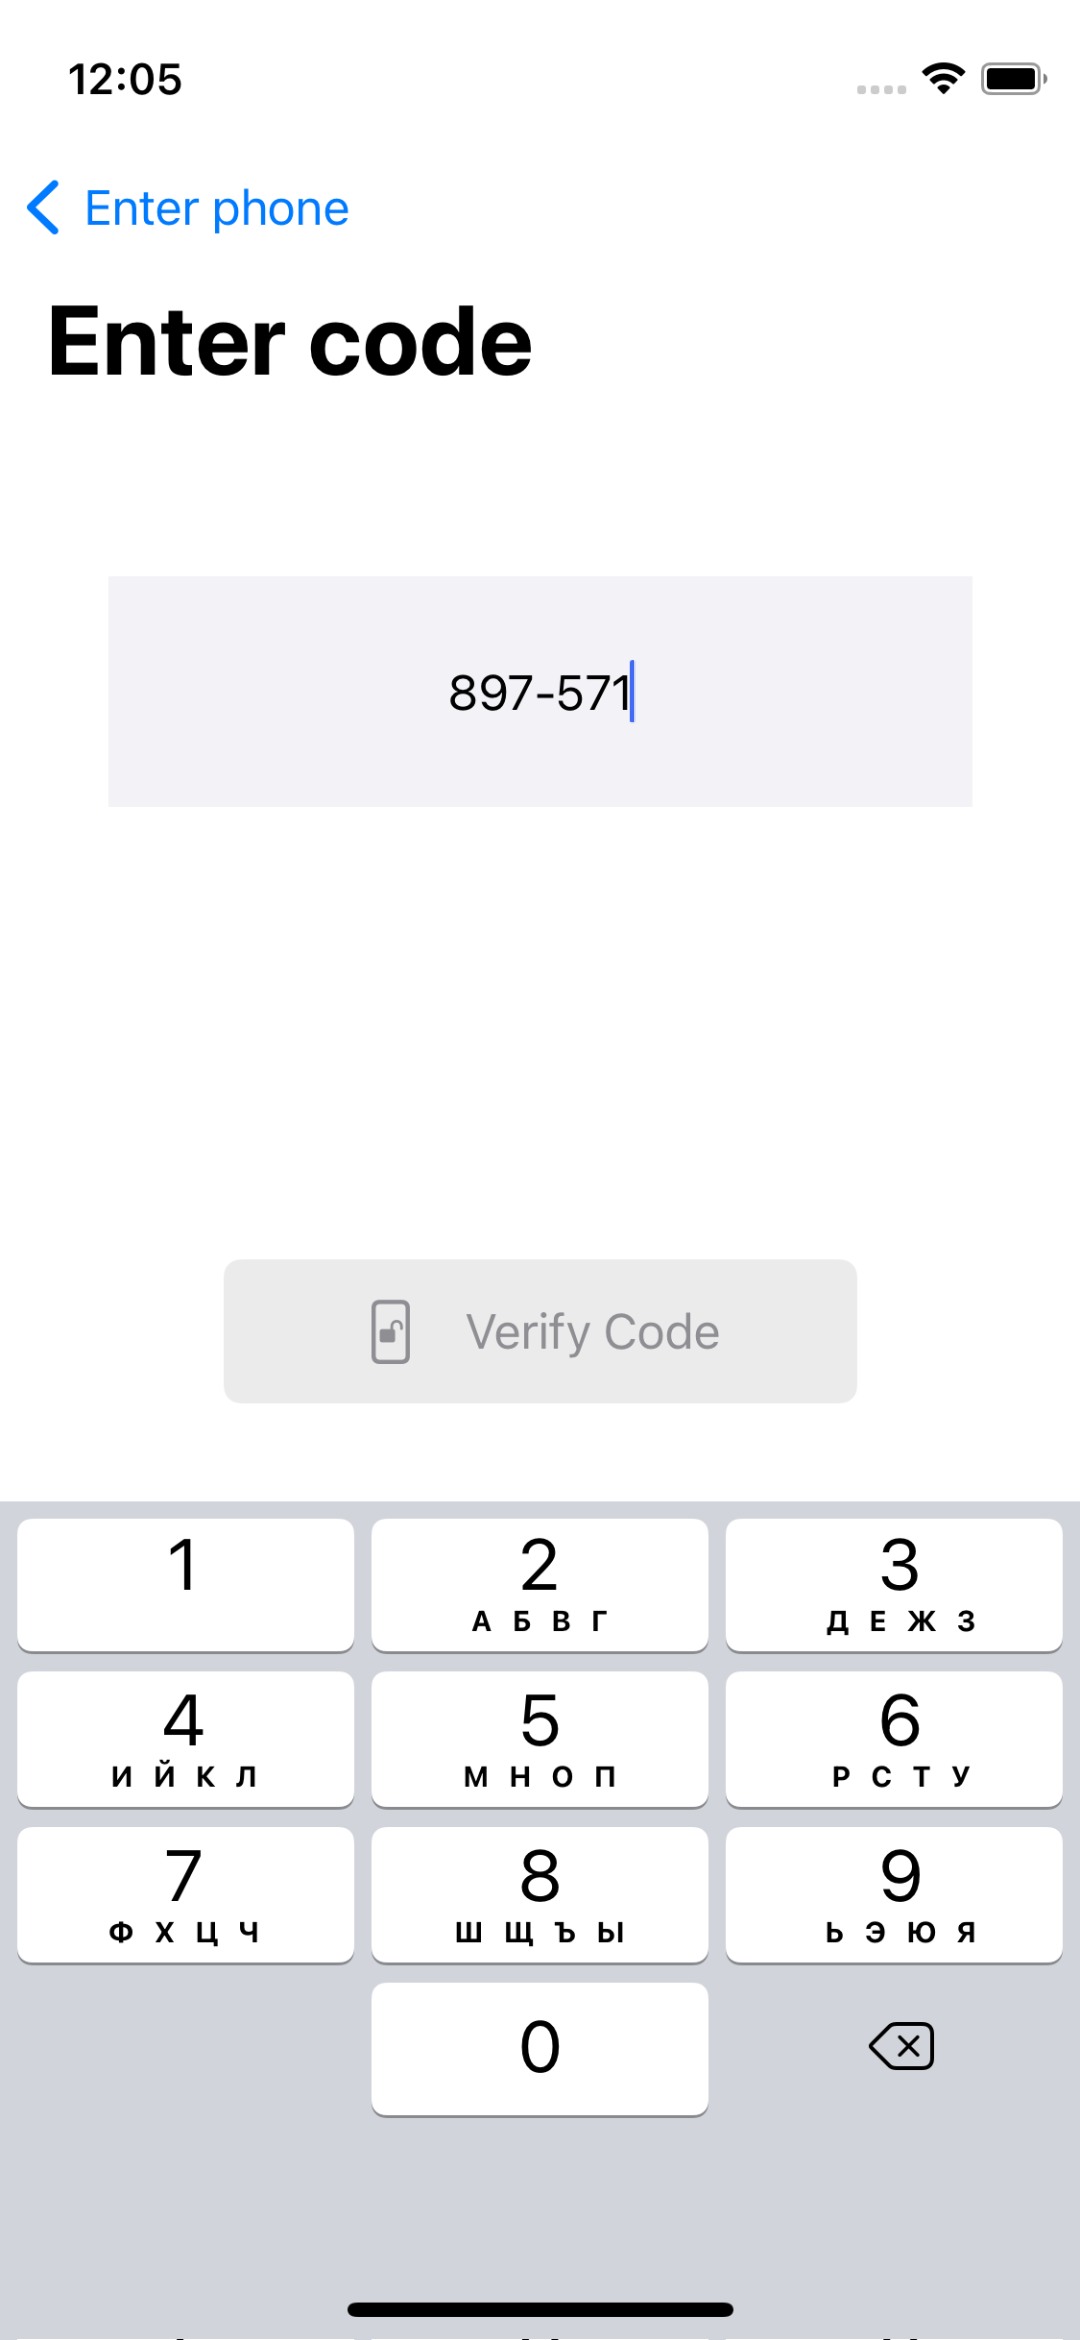 12:05
Enter phone
Enter code
897-571
Verify Code
1
2
3
А Б В Г
Д Е Ж З
4
5
6
И Й К Л
М Н О П
Р С Т У
7
8
9
Ф Х Ц Ч
Ш Щ Ъ Ы
Ь Э Ю Я
0